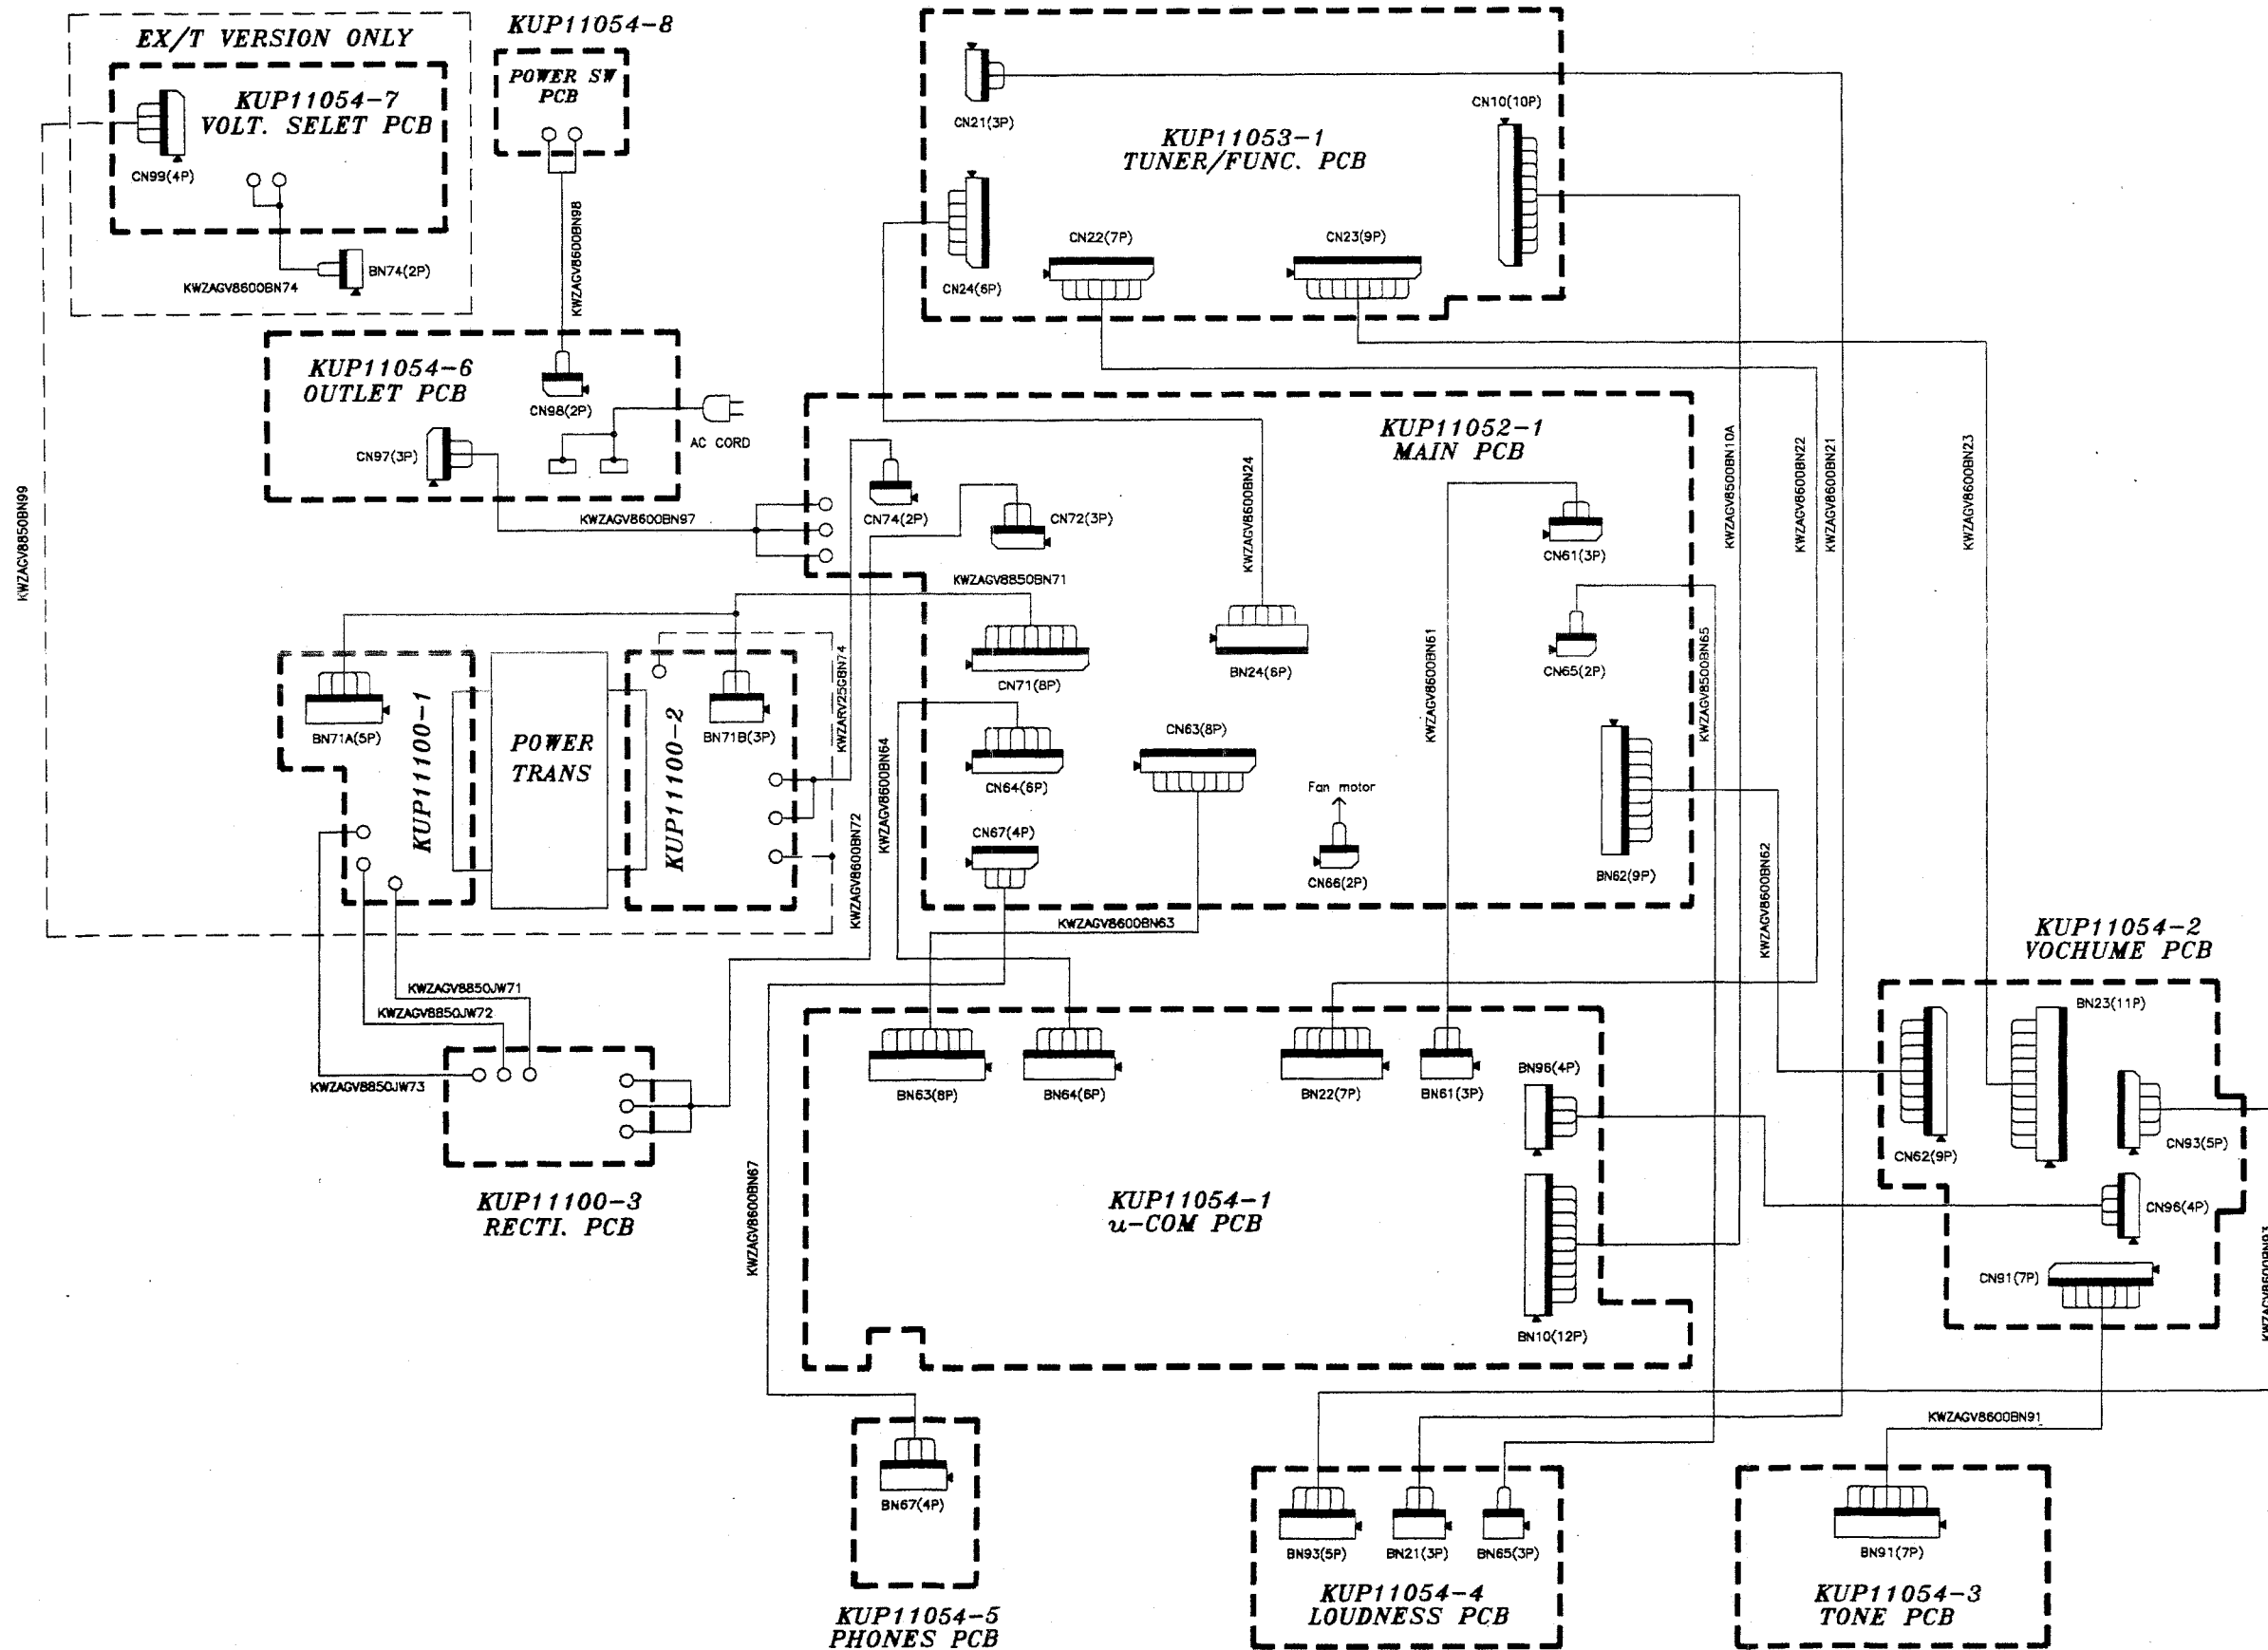 EX/T VERSION ONLY
KUP11054-7
VOLT. SELET PCB
CN99(4P)
BN74(2P)
KWZAGV8600BN74
KUP11054-8
POWER SW
PCB
KWZAGV8600BN98
KUP11053-1
TUNER/FUNC. PCB
CN21(3P)
CN10(10P)
CN24(6P)
CN22(7P)
CN23(9P)
KUP11054-6
OUTLET PCB
CN98(2P)
CN97(3P)
AC CORD
KWZAGV8600BN97
KWZAGV8850BN99
KUP11052-1
MAIN PCB
CN74(2P)
CN72(3P)
KWZAGV8850BN71
KWZAGV8600BN24
CN61(3P)
CN65(2P)
CN71(8P)
BN24(6P)
CN64(6P)
CN63(8P)
CN67(4P)
Fan motor
CN66(2P)
BN62(9P)
KWZAGV8600BN61
KWZAGV8500BN65
KWZAGV8500BN10A
KWZAGV8600BN22
KWZAGV8600BN21
KWZAGV8600BN23
KWZAGV8600BN62
KWZARV25GBN74
KWZAGV8600BN64
KWZAGV8600BN72
KWZAGV8600BN63
BN71A(5P)
KUP11100-1
POWER
TRANS
KUP11100-2
BN71B(3P)
KWZAGV8850JW71
KWZAGV8850JW72
KWZAGV8850JW73
KUP11100-3
RECTI. PCB
KWZAGV8600BN67
BN63(8P)
BN64(6P)
BN22(7P)
BN61(3P)
BN96(4P)
KUP11054-1
u-COM PCB
BN10(12P)
KUP11054-2
VOCHUME PCB
BN23(11P)
CN62(9P)
CN93(5P)
CN96(4P)
CN91(7P)
KWZAGV8600BN93
KWZAGV8600BN91
BN67(4P)
KUP11054-5
PHONES PCB
BN93(5P)
BN21(3P)
BN65(3P)
KUP11054-4
LOUDNESS PCB
BN91(7P)
KUP11054-3
TONE PCB